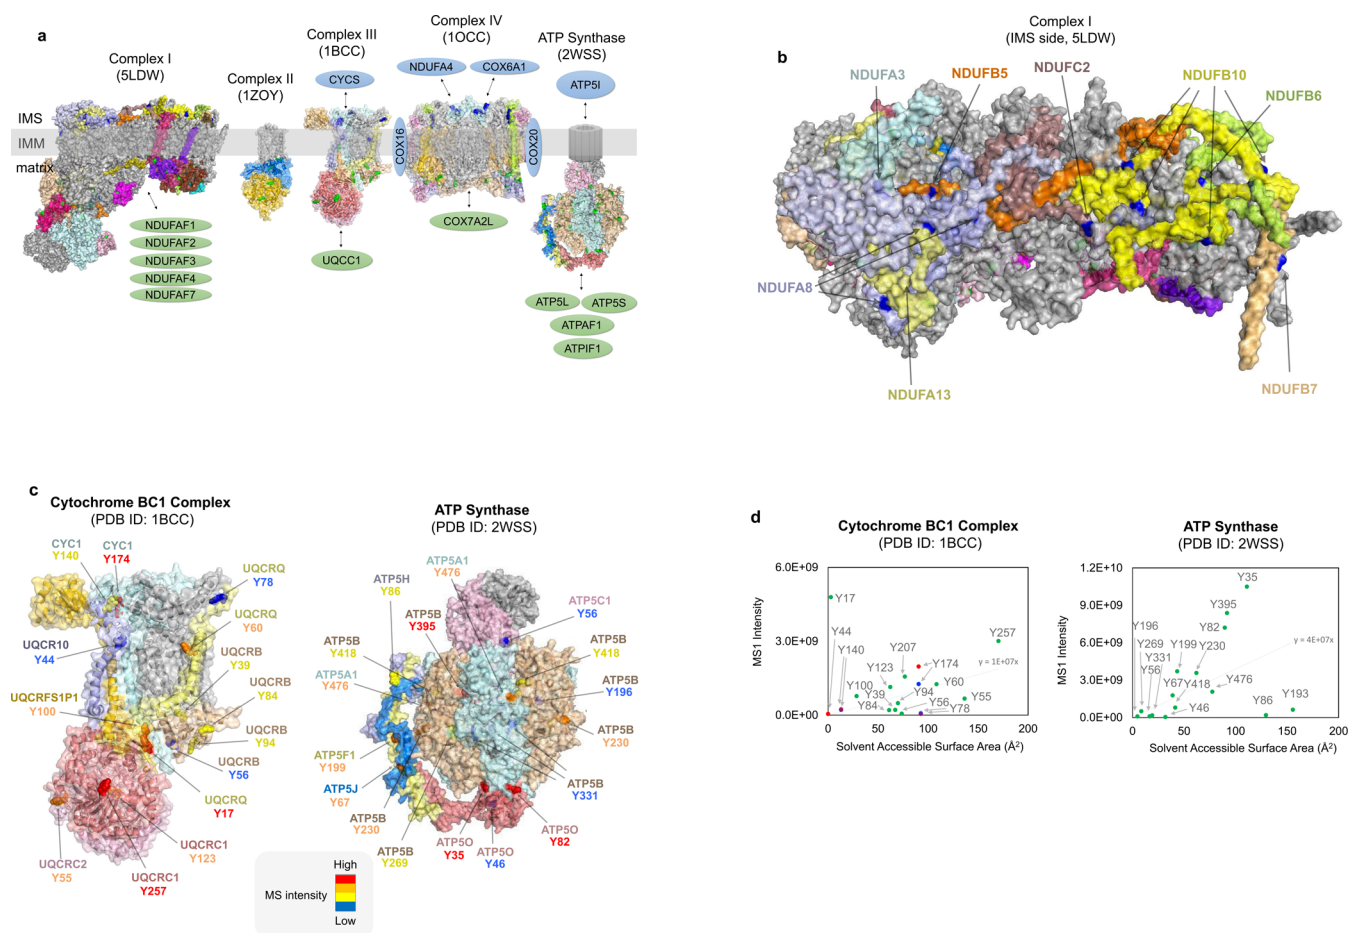 a
Complex I
(5LDW)
Complex II
(1ZOY)
Complex III
(1BCC)
Complex IV
(1OCC)
ATP Synthase
(2WSS)
CYCS
NDUFA4
COX6A1
ATP5I
IMS
IMM
matrix
COX16
COX20
NDUFAF1
NDUFAF2
NDUFAF3
NDUFAF4
NDUFAF7
UQCC1
COX7A2L
ATP5L
ATP5S
ATPAF1
ATPIF1
b
Complex I
(IMS side, 5LDW)
NDUFA3
NDUFB5
NDUFC2
NDUFB10
NDUFB6
NDUFA8
NDUFA13
NDUFB7
c
Cytochrome BC1 Complex
(PDB ID: 1BCC)
CYC1
Y140
CYC1
Y174
UQCRQ
Y78
UQCRQ
Y60
UQCR10
Y44
UQCRB
Y39
UQCRB
Y84
UQCRFS1P1
Y100
UQCRB
Y94
UQCRB
Y56
UQCRQ
Y17
UQCRC1
Y123
UQCRC2
Y55
UQCRC1
Y257
ATP Synthase
(PDB ID: 2WSS)
ATP5A1
Y476
ATP5H
Y86
ATP5B
Y395
ATP5C1
Y56
ATP5B
Y418
ATP5B
Y418
ATP5A1
Y476
ATP5B
Y196
ATP5B
Y230
ATP5F1
Y199
ATP5J
Y67
ATP5B
Y331
ATP5B
Y230
ATP5B
Y269
ATP5O
Y35
ATP5O
Y46
ATP5O
Y82
High
MS intensity
Low
d
Cytochrome BC1 Complex
(PDB ID: 1BCC)
6.0E+09
3.0E+09
0.0E+00
MS1 Intensity
Y17
Y44
Y140
Y207
Y257
Y123
Y174
y = 1E+07x
Y100
Y39
Y94
Y60
Y84
Y56
Y55
Y78
0
50
100
150
200
Solvent Accessible Surface Area (Å²)
ATP Synthase
(PDB ID: 2WSS)
1.2E+10
9.0E+09
6.0E+09
3.0E+09
0.0E+00
MS1 Intensity
Y35
Y395
Y196
Y82
Y269
Y199
Y230
y = 4E+07x
Y331
Y56
Y67
Y418
Y476
Y46
Y86
Y193
0
50
100
150
200
Solvent Accessible Surface Area (Å²)